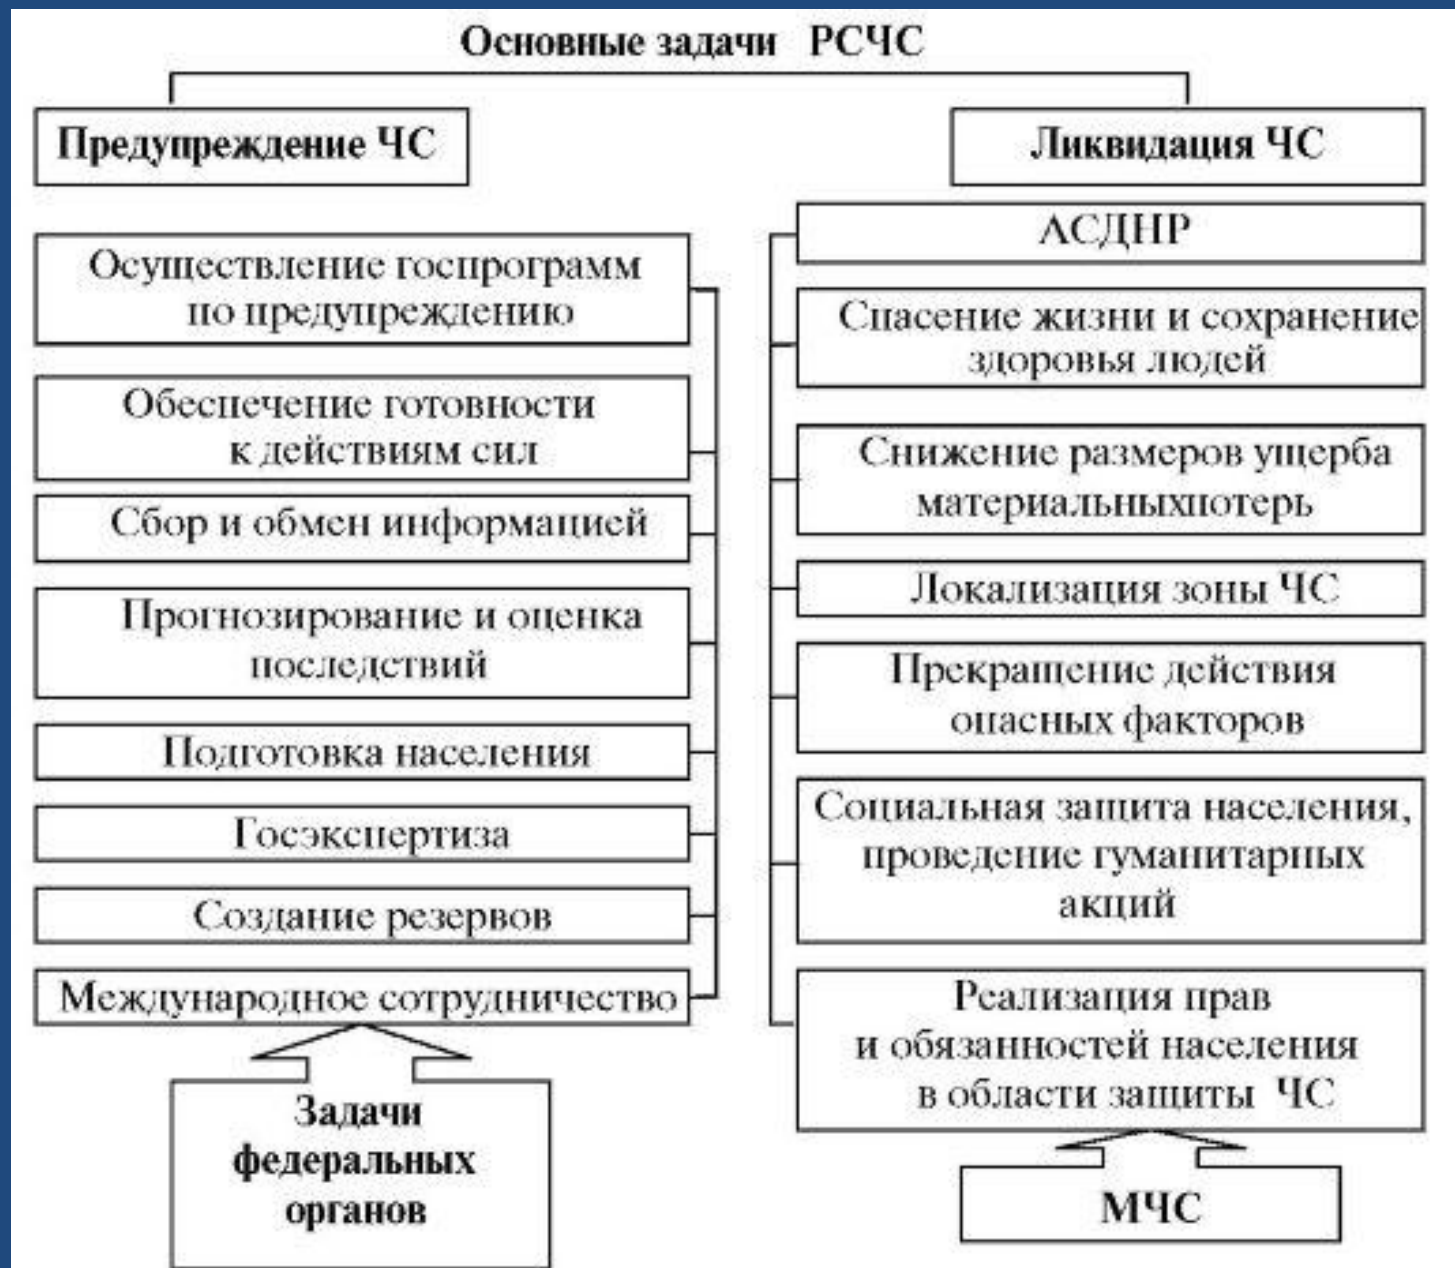 Основные задачи РСЧС
Предупреждение ЧС
Осуществление госпрограмм
по предупреждению
Обеспечение готовности
к действиям сил
Сбор и обмен информацией
Прогнозирование и оценка
последствий
Подготовка населения
Госэкспертиза
Создание резервов
Международное сотрудничество
Задачи
федеральных
органов
Ликвидация ЧС
АСДНР
Спасение жизни и сохранение
здоровья людей
Снижение размеров ущерба
материальныхпотерь
Локализация зоны ЧС
Прекращение действия
опасных факторов
Социальная защита населения,
проведение гуманитарных
акций
Реализация прав
и обязанностей населения
в области защиты ЧС
МЧС